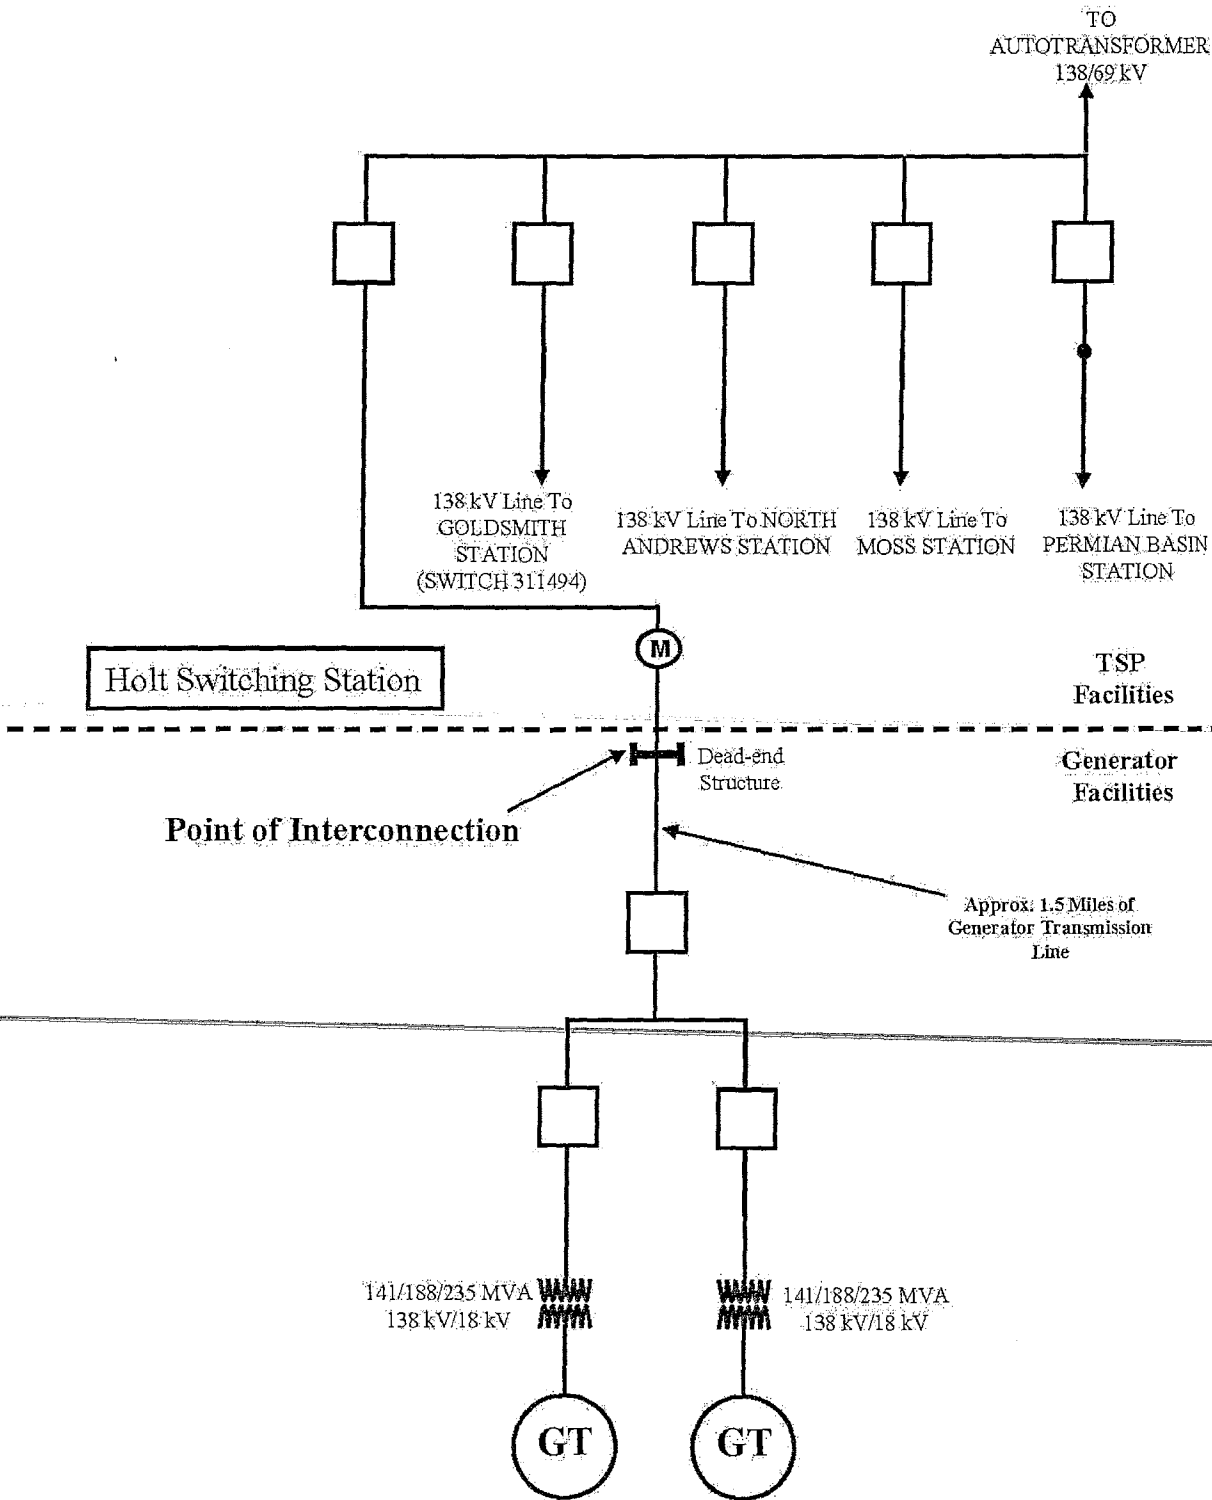 TO
AUTOTRANSFORMER
138/69 kV
138 kV Line To
GOLDSMITH
STATION
(SWITCH 311494)
138 kV Line To NORTH
ANDREWS STATION
138 kV Line To
MOSS STATION
138 kV Line To
PERMIAN BASIN
STATION
M
Holt Switching Station
TSP
Facilities
Dead-end
Structure
Generator
Facilities
Point of Interconnection
Approx. 1.5 Miles of
Generator Transmission
Line
141/188/235 MVA
138 kV/18 kV
141/188/235 MVA
138 kV/18 kV
GT
GT